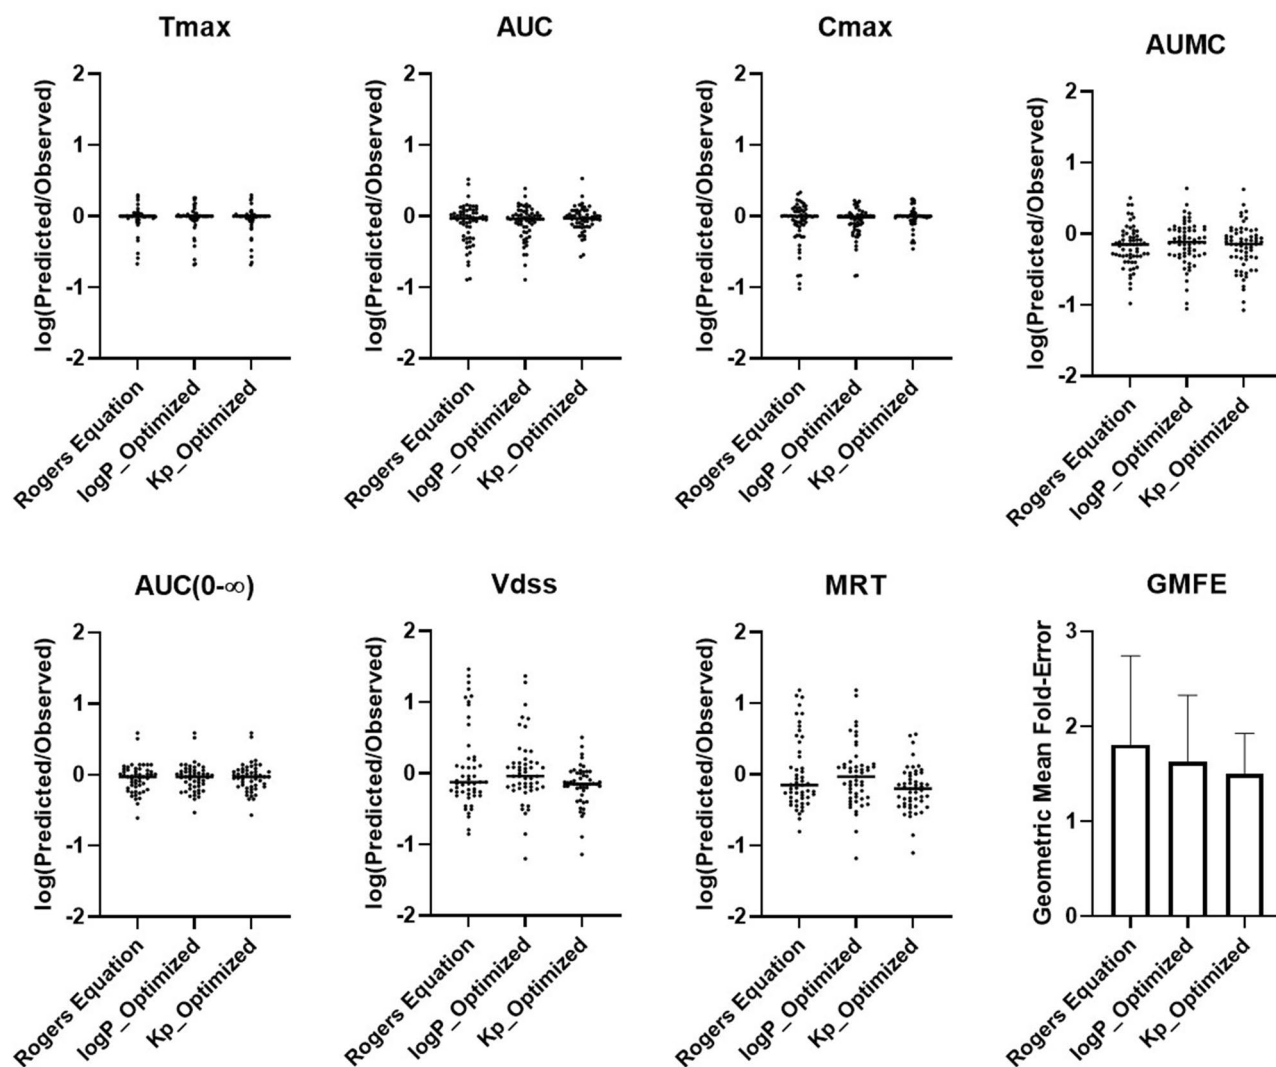 Tmax
log(Predicted/Observed)
2
1
0
-1
-2
Rogers Equation
logP_Optimized
Kp_Optimized
AUC
log(Predicted/Observed)
2
1
0
-1
-2
Rogers Equation
logP_Optimized
Kp_Optimized
Cmax
log(Predicted/Observed)
2
1
0
-1
-2
Rogers Equation
logP_Optimized
Kp_Optimized
AUMC
log(Predicted/Observed)
2
1
0
-1
-2
Rogers Equation
logP_Optimized
Kp_Optimized
AUC(0-∞)
log(Predicted/Observed)
2
1
0
-1
-2
Rogers Equation
logP_Optimized
Kp_Optimized
Vdss
log(Predicted/Observed)
2
1
0
-1
-2
Rogers Equation
logP_Optimized
Kp_Optimized
MRT
log(Predicted/Observed)
2
1
0
-1
-2
Rogers Equation
logP_Optimized
Kp_Optimized
GMFE
Geometric Mean Fold-Error
3
2
1
0
Rogers Equation
logP_Optimized
Kp_Optimized